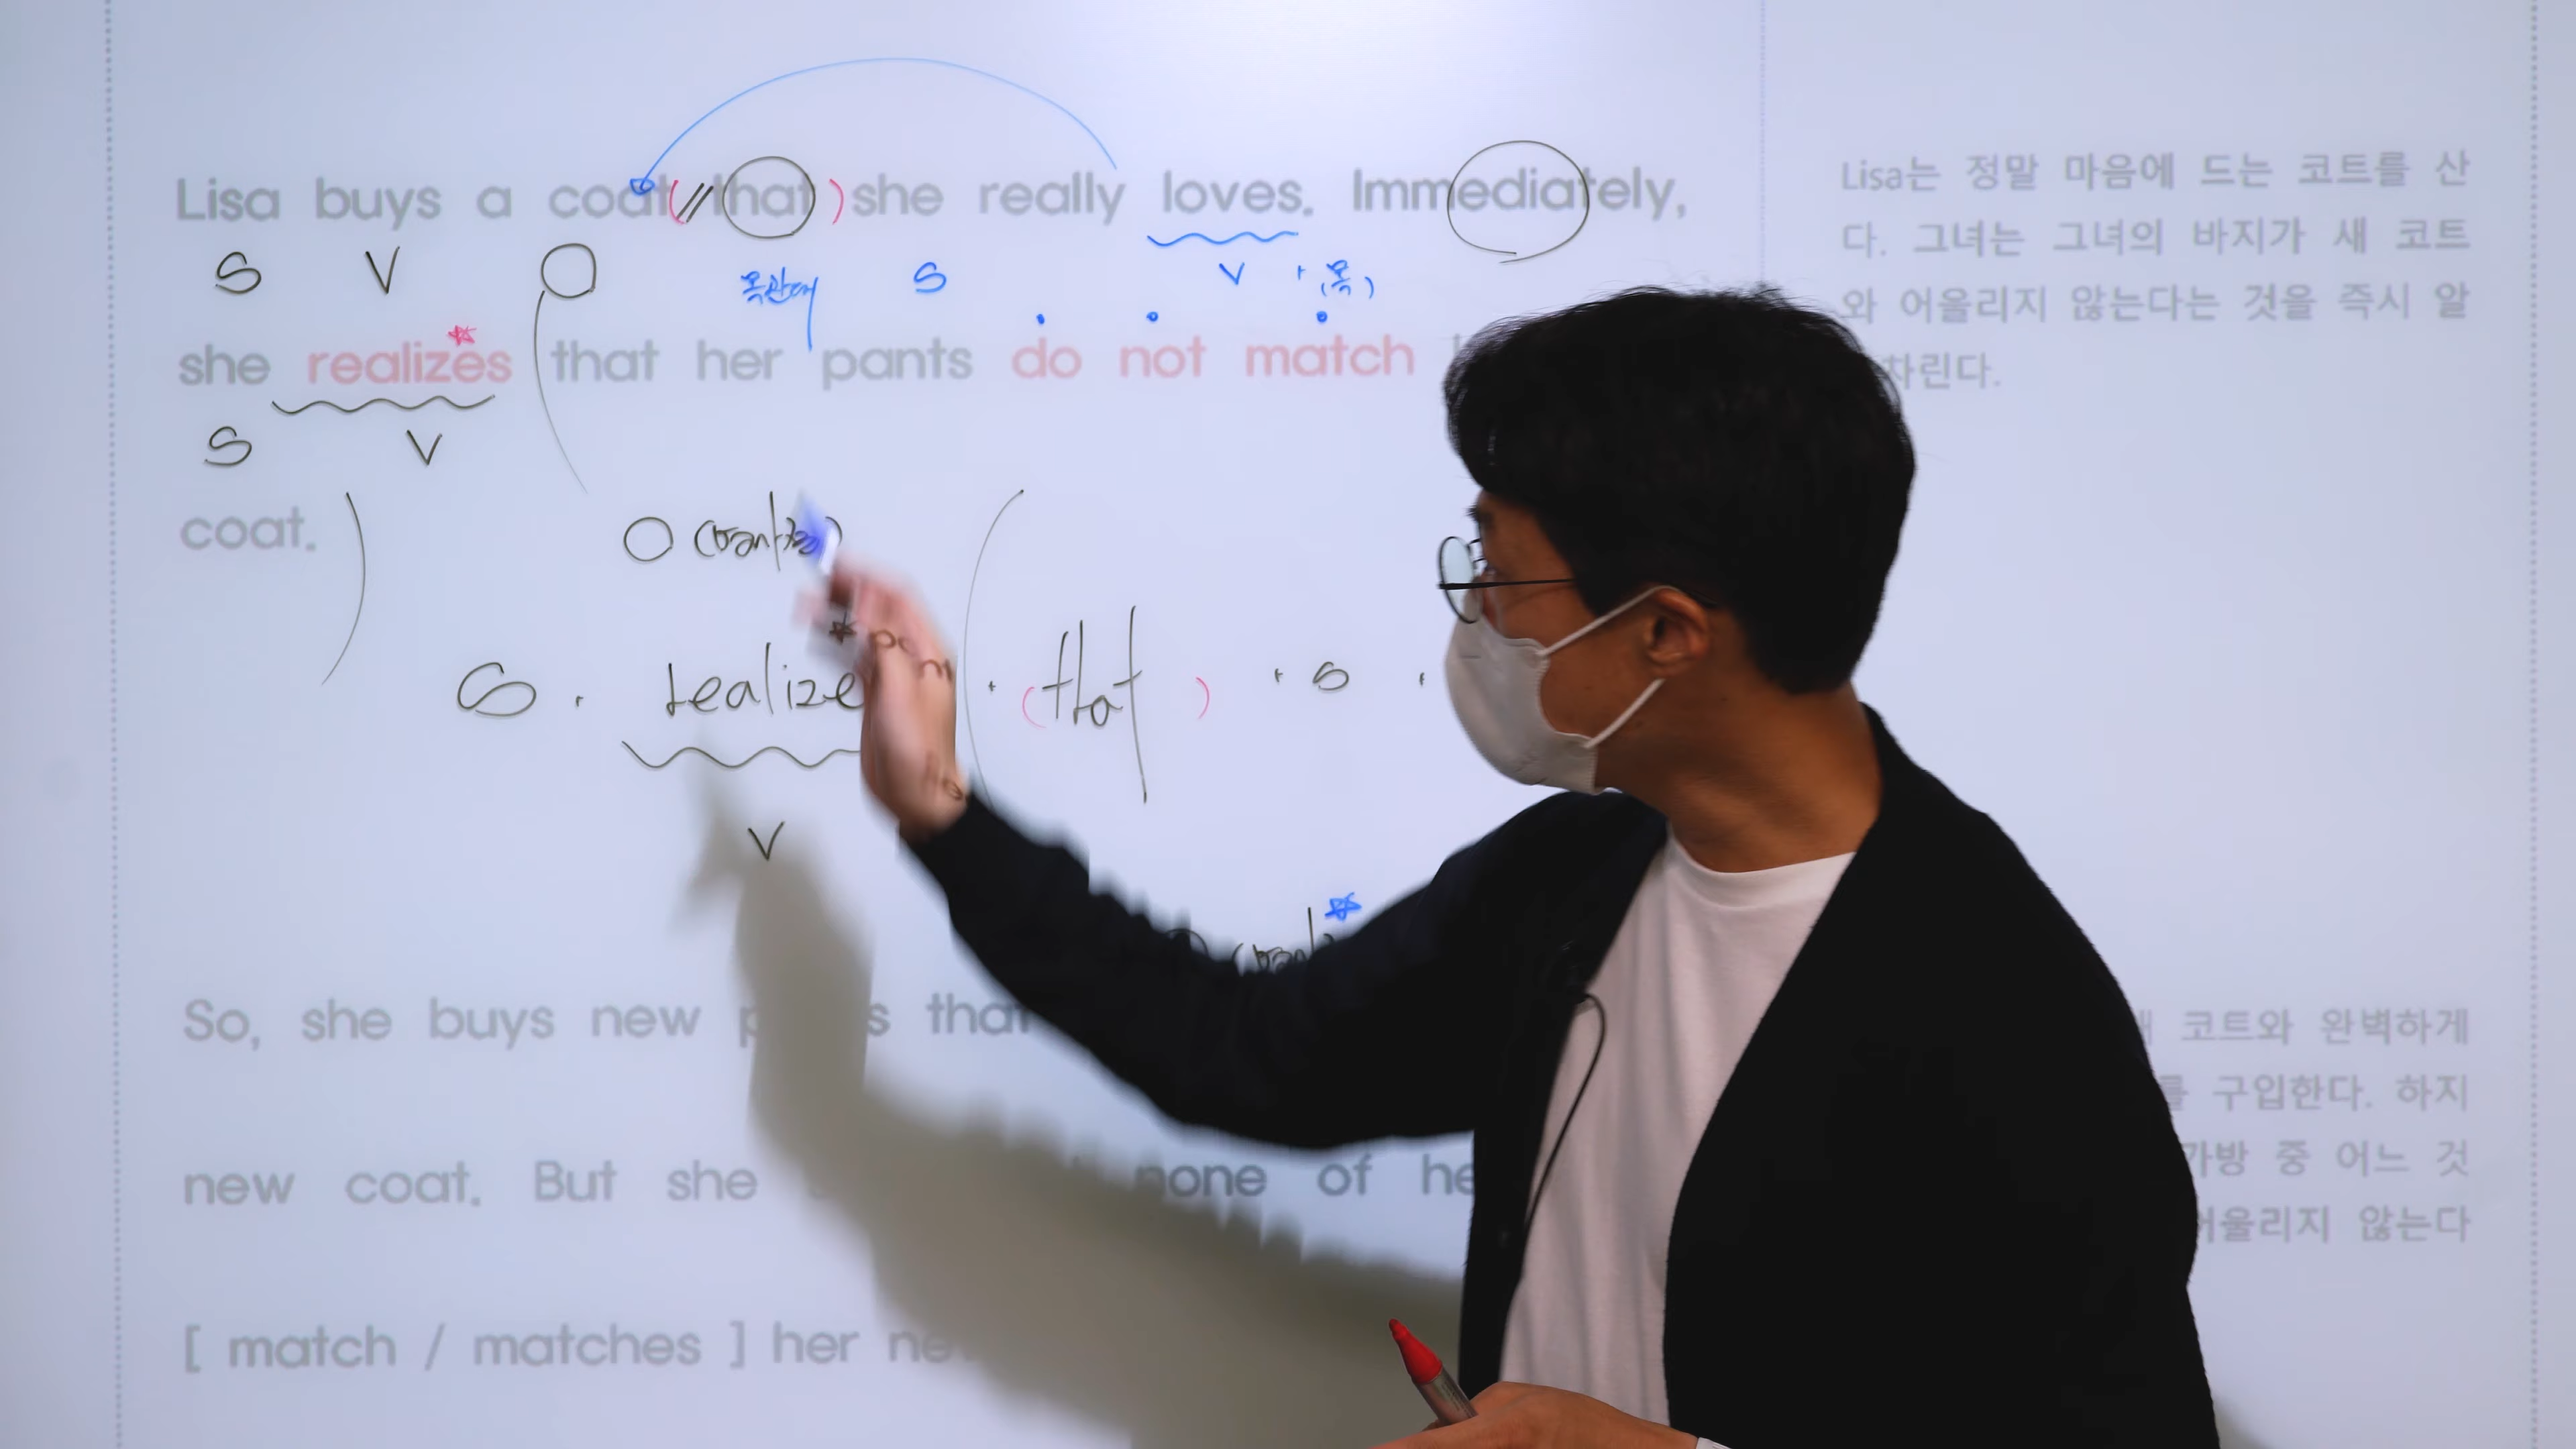 Lisa buys a coat that she really loves. Immediately,
S V O 목관대 S V (목)
she realizes that her pants do not match
S V
coat.
O
S realize that S
V
So, she buys new that
new coat. But she none of
[ match / matches ] her
Lisa는 정말 마음에 드는 코트를 산
다. 그녀는 그녀의 바지가 새 코트
와 어울리지 않는다는 것을 즉시 알
차린다.
코트와 완벽하게
구입한다. 하지
가방 중 어느 것
어울리지 않는다